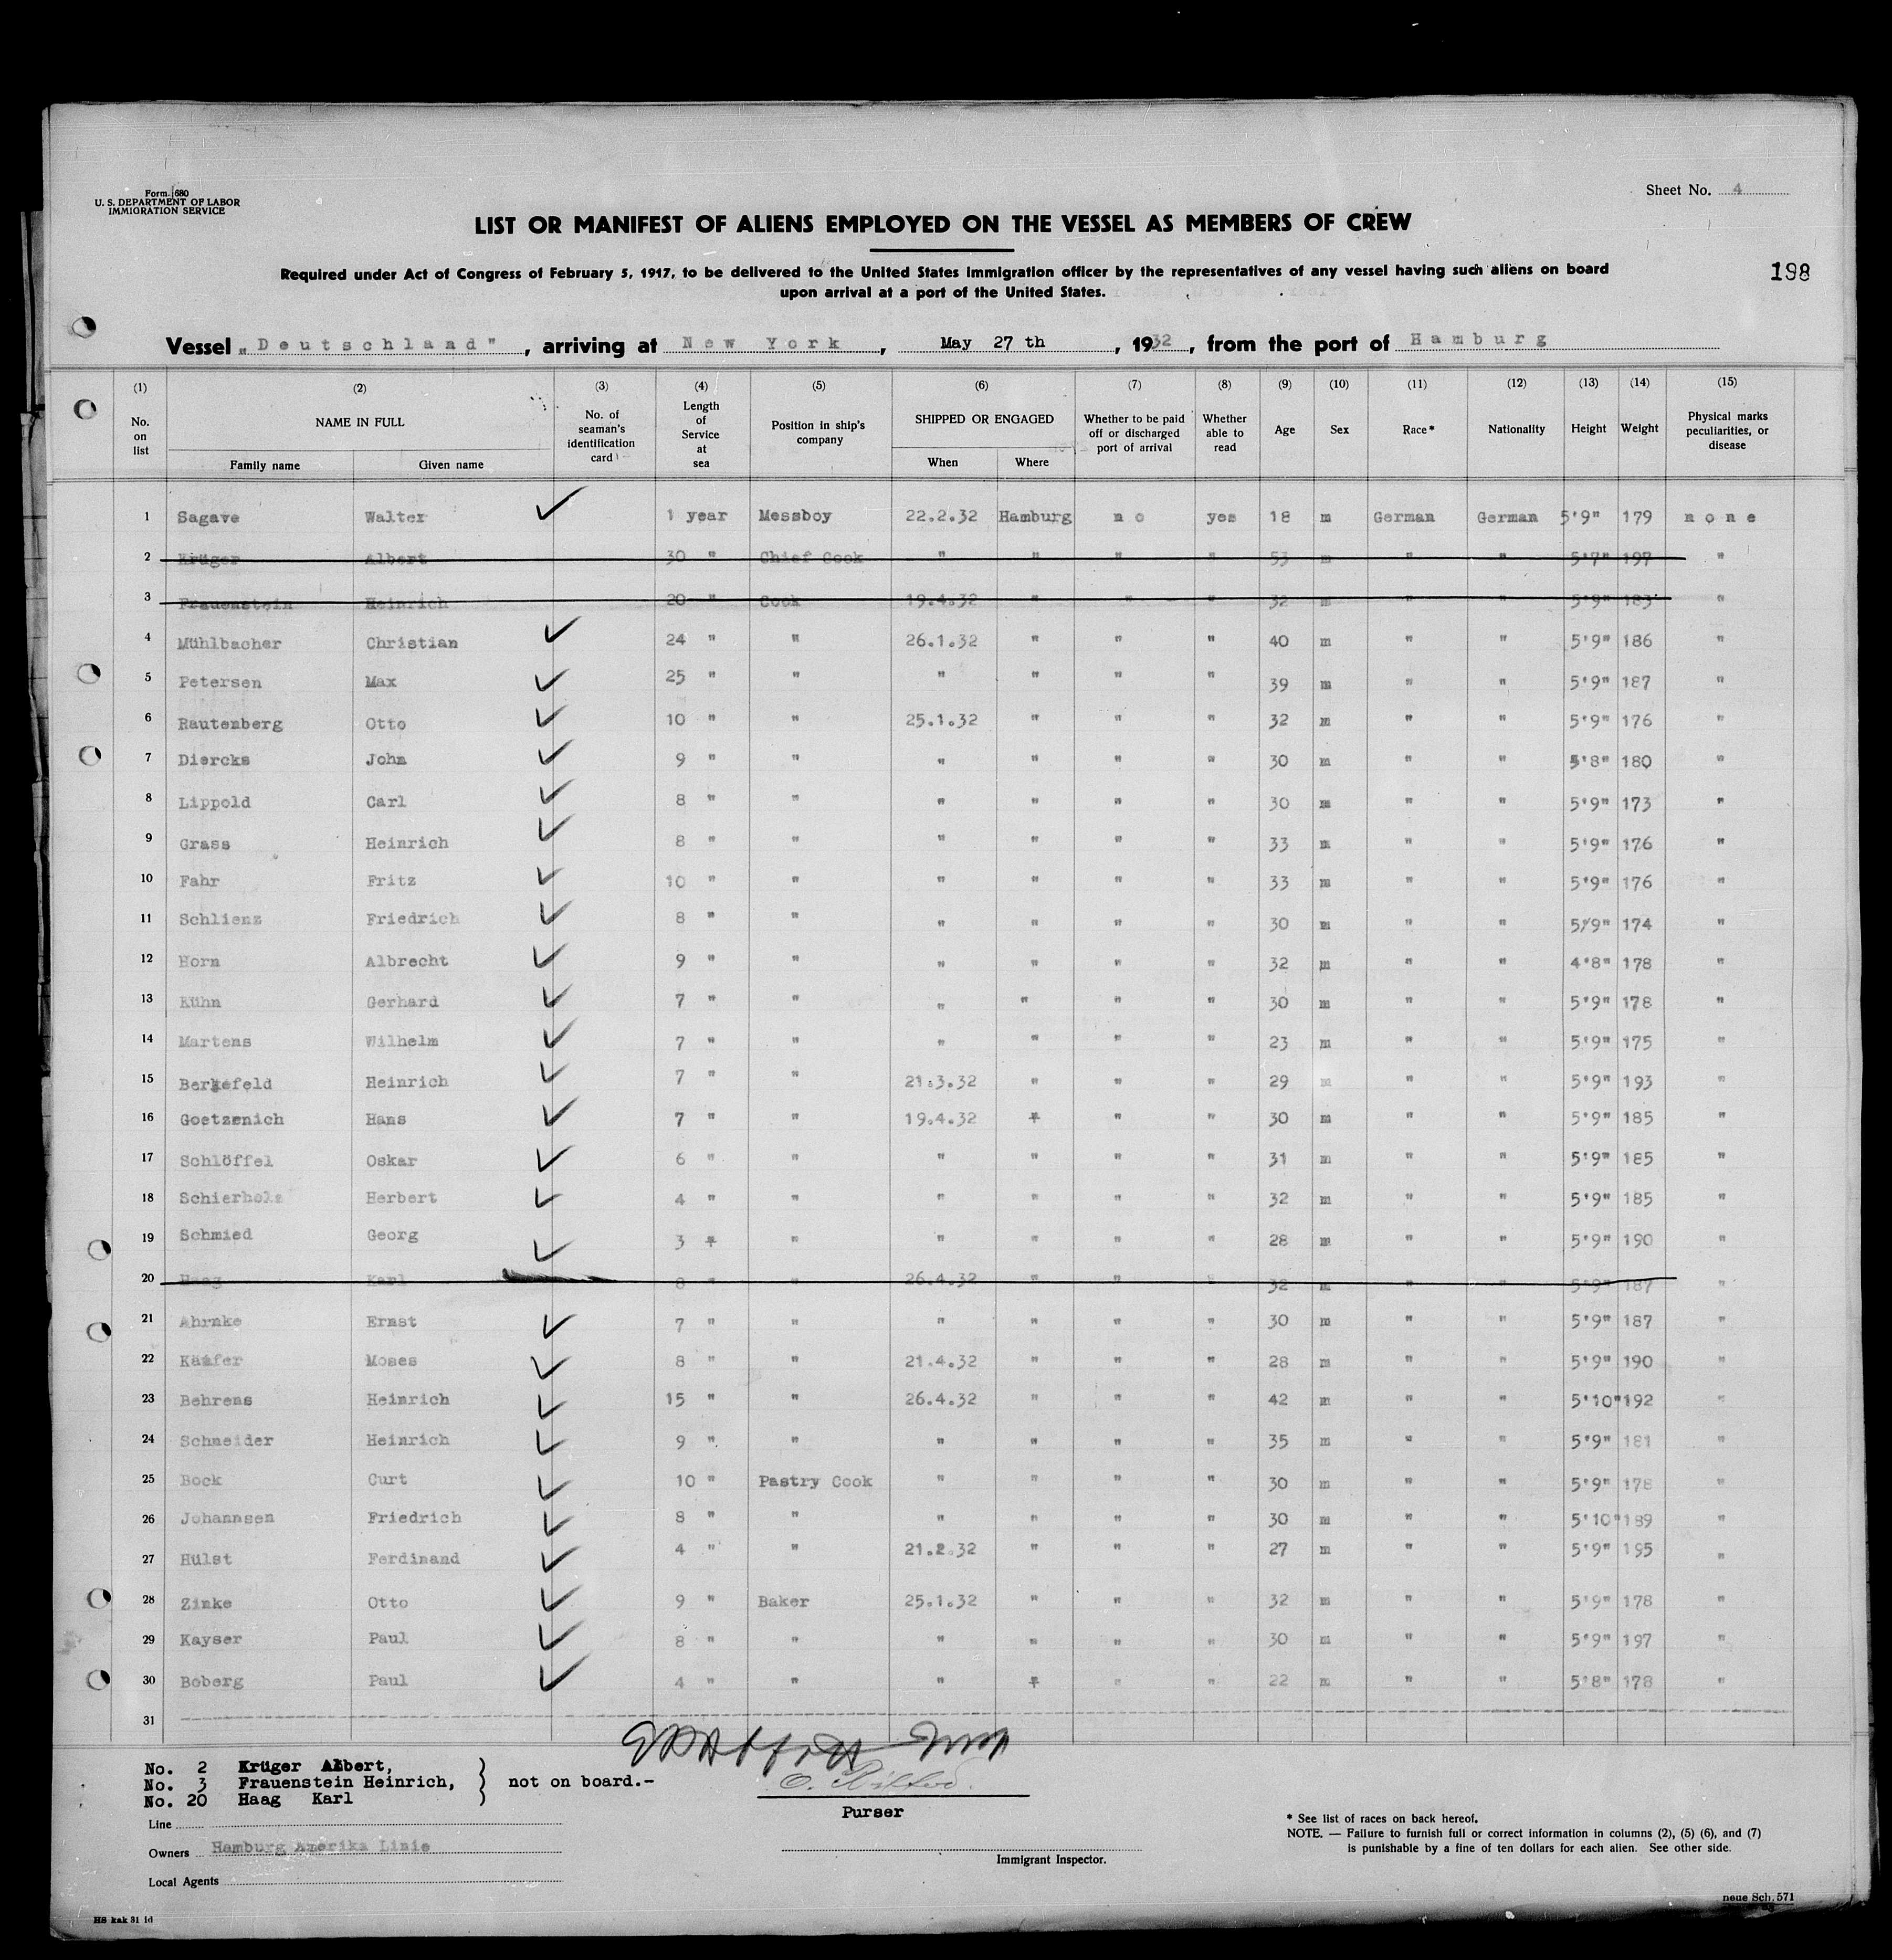 Form 680
U. S. DEPARTMENT OF LABOR
IMMIGRATION SERVICE
Sheet No. 4
LIST OR MANIFEST OF ALIENS EMPLOYED ON THE VESSEL AS MEMBERS OF CREW
Required under Act of Congress of February 5, 1917, to be delivered to the United States Immigration officer by the representatives of any vessel having such aliens on board
upon arrival at a port of the United States.
198
Vessel „Deutschland", arriving at New York, May 27 th, 1932, from the port of Hamburg
(1) (2) (3) (4) (5) (6) (7) (8) (9) (10) (11) (12) (13) (14) (15)
No. on list NAME IN FULL Family name Given name No. of seaman's identification card Length of Service at sea Position in ship's company SHIPPED OR ENGAGED When Where Whether to be paid off or discharged port of arrival Whether able to read Age Sex Race* Nationality Height Weight Physical marks peculiarities, or disease
1 Sagave Walter 1 year Messboy 22.2.32 Hamburg no yes 18 m German German 5'9" 179 none
2 Krüger Albert 30 " Chief Cook " " " " 53 m " " 5'7" 197 "
3 Frauenstein Heinrich 20 " Cook 19.4.32 " " " 32 m " " 5'9" 183 "
4 Mühlbacher Christian 24 " " 26.1.32 " " " 40 m " " 5'9" 186 "
5 Petersen Max 25 " " " " " " 39 m " " 5'9" 187 "
6 Rautenberg Otto 10 " " 25.1.32 " " " 32 m " " 5'9" 176 "
7 Diercks John 9 " " " " " " 30 m " " 5'8" 180 "
8 Lippold Carl 8 " " " " " " 30 m " " 5'9" 173 "
9 Grass Heinrich 8 " " " " " " 33 m " " 5'9" 176 "
10 Fahr Fritz 10 " " " " " " 33 m " " 5'9" 176 "
11 Schlienz Friedrich 8 " " " " " " 30 m " " 5'9" 174 "
12 Horn Albrecht 9 " " " " " " 32 m " " 4'8" 178 "
13 Kühn Gerhard 7 " " " " " " 30 m " " 5'9" 178 "
14 Martens Wilhelm 7 " " " " " " 23 m " " 5'9" 175 "
15 Bergefeld Heinrich 7 " " 21.3.32 " " " 29 m " " 5'9" 193 "
16 Goetzenich Hans 7 " " 19.4.32 " " " 30 m " " 5'9" 185 "
17 Schlöffel Oskar 6 " " " " " " 31 m " " 5'9" 185 "
18 Schierholz Herbert 4 " " " " " " 32 m " " 5'9" 185 "
19 Schmied Georg 3 " " " " " " 28 m " " 5'9" 190 "
20 Haag Karl 8 " " 26.4.32 " " " 32 m " " 5'9" 187 "
21 Ahrnke Ernst 7 " " " " " " 30 m " " 5'9" 187 "
22 Kämfer Moses 8 " " 21.4.32 " " " 28 m " " 5'9" 190 "
23 Behrens Heinrich 15 " " 26.4.32 " " " 42 m " " 5'10" 192 "
24 Schneider Heinrich 9 " " " " " " 35 m " " 5'9" 181 "
25 Bock Curt 10 " Pastry Cook " " " " 30 m " " 5'9" 178 "
26 Johannsen Friedrich 8 " " " " " " 30 m " " 5'10" 189 "
27 Hülst Ferdinand 4 " " 21.2.32 " " " 27 m " " 5'9" 195 "
28 Zinke Otto 9 " Baker 25.1.32 " " " 32 m " " 5'9" 178 "
29 Kayser Paul 8 " " " " " " 30 m " " 5'9" 197 "
30 Boberg Paul 4 " " " " " " 22 m " " 5'8" 178 "
31
No. 2 Krüger Albert,
No. 3 Frauenstein Heinrich, } not on board.-
No. 20 Haag Karl
Purser
Line
Owners Hamburg Amerika Linie
Local Agents
Immigrant Inspector.
* See list of races on back hereof.
NOTE. — Failure to furnish full or correct information in columns (2), (5) (6), and (7)
is punishable by a fine of ten dollars for each alien. See other side.
HS kak 31 ld
neue Sch. 571